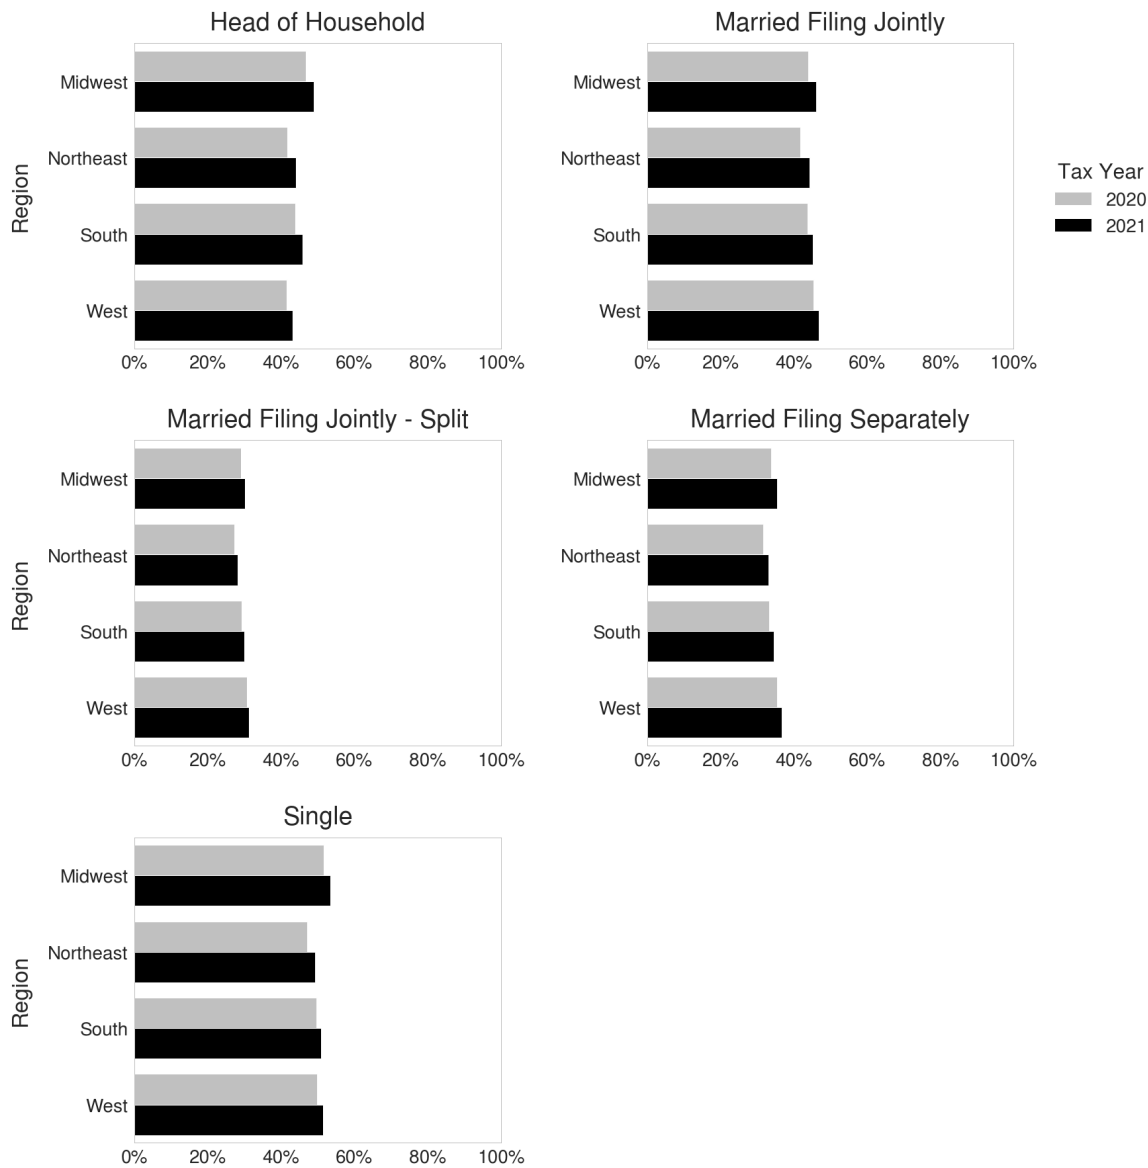 Head of Household
Region
Midwest
Northeast
South
West
0% 20% 40% 60% 80% 100%
Married Filing Jointly
Midwest
Northeast
South
West
0% 20% 40% 60% 80% 100%
Tax Year
2020
2021
Married Filing Jointly - Split
Region
Midwest
Northeast
South
West
0% 20% 40% 60% 80% 100%
Married Filing Separately
Midwest
Northeast
South
West
0% 20% 40% 60% 80% 100%
Single
Region
Midwest
Northeast
South
West
0% 20% 40% 60% 80% 100%